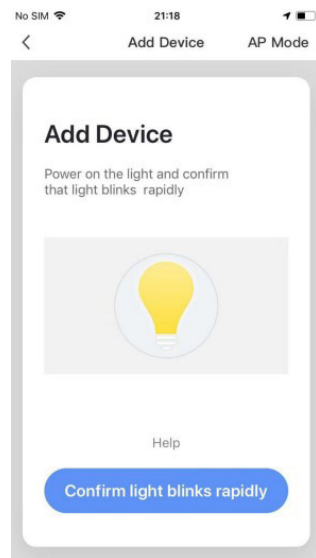 No SIM 21:18
Add Device AP Mode
Add Device
Power on the light and confirm
that light blinks rapidly
Help
Confirm light blinks rapidly